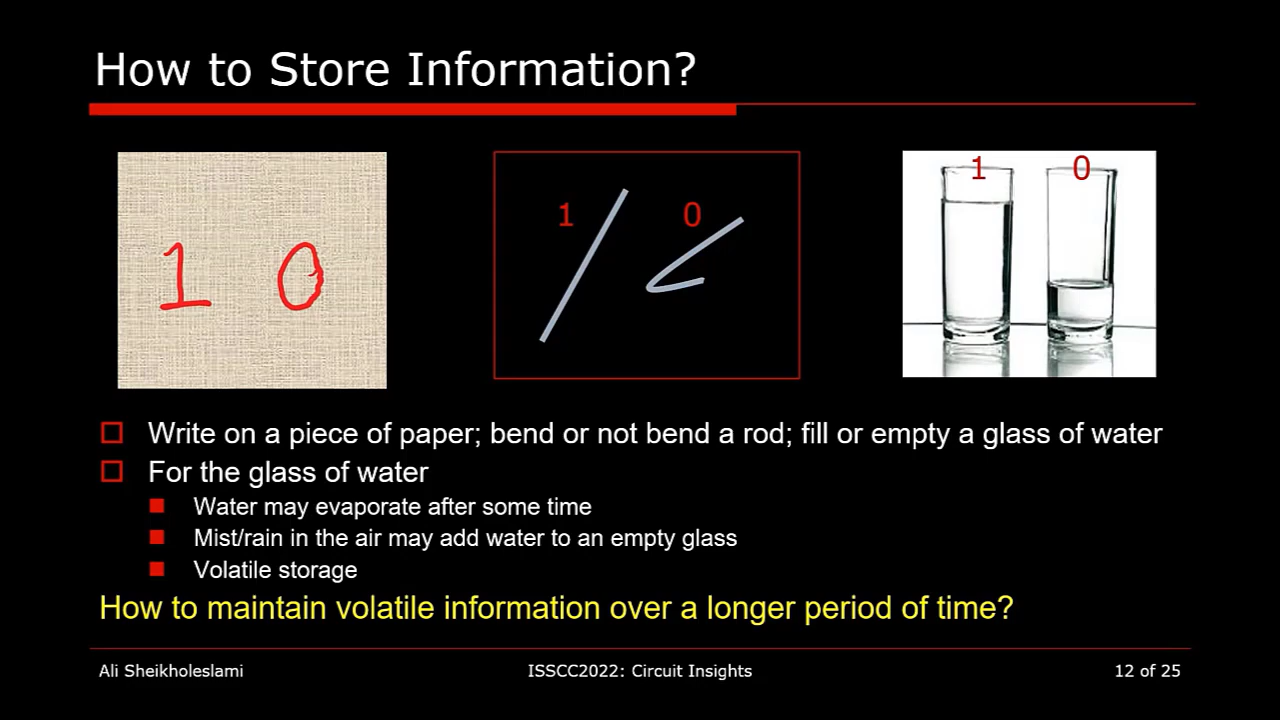 How to Store Information?
1 0
1 0
1 0
Write on a piece of paper; bend or not bend a rod; fill or empty a glass of water
For the glass of water
Water may evaporate after some time
Mist/rain in the air may add water to an empty glass
Volatile storage
How to maintain volatile information over a longer period of time?
Ali Sheikholeslami
ISSCC2022: Circuit Insights
12 of 25